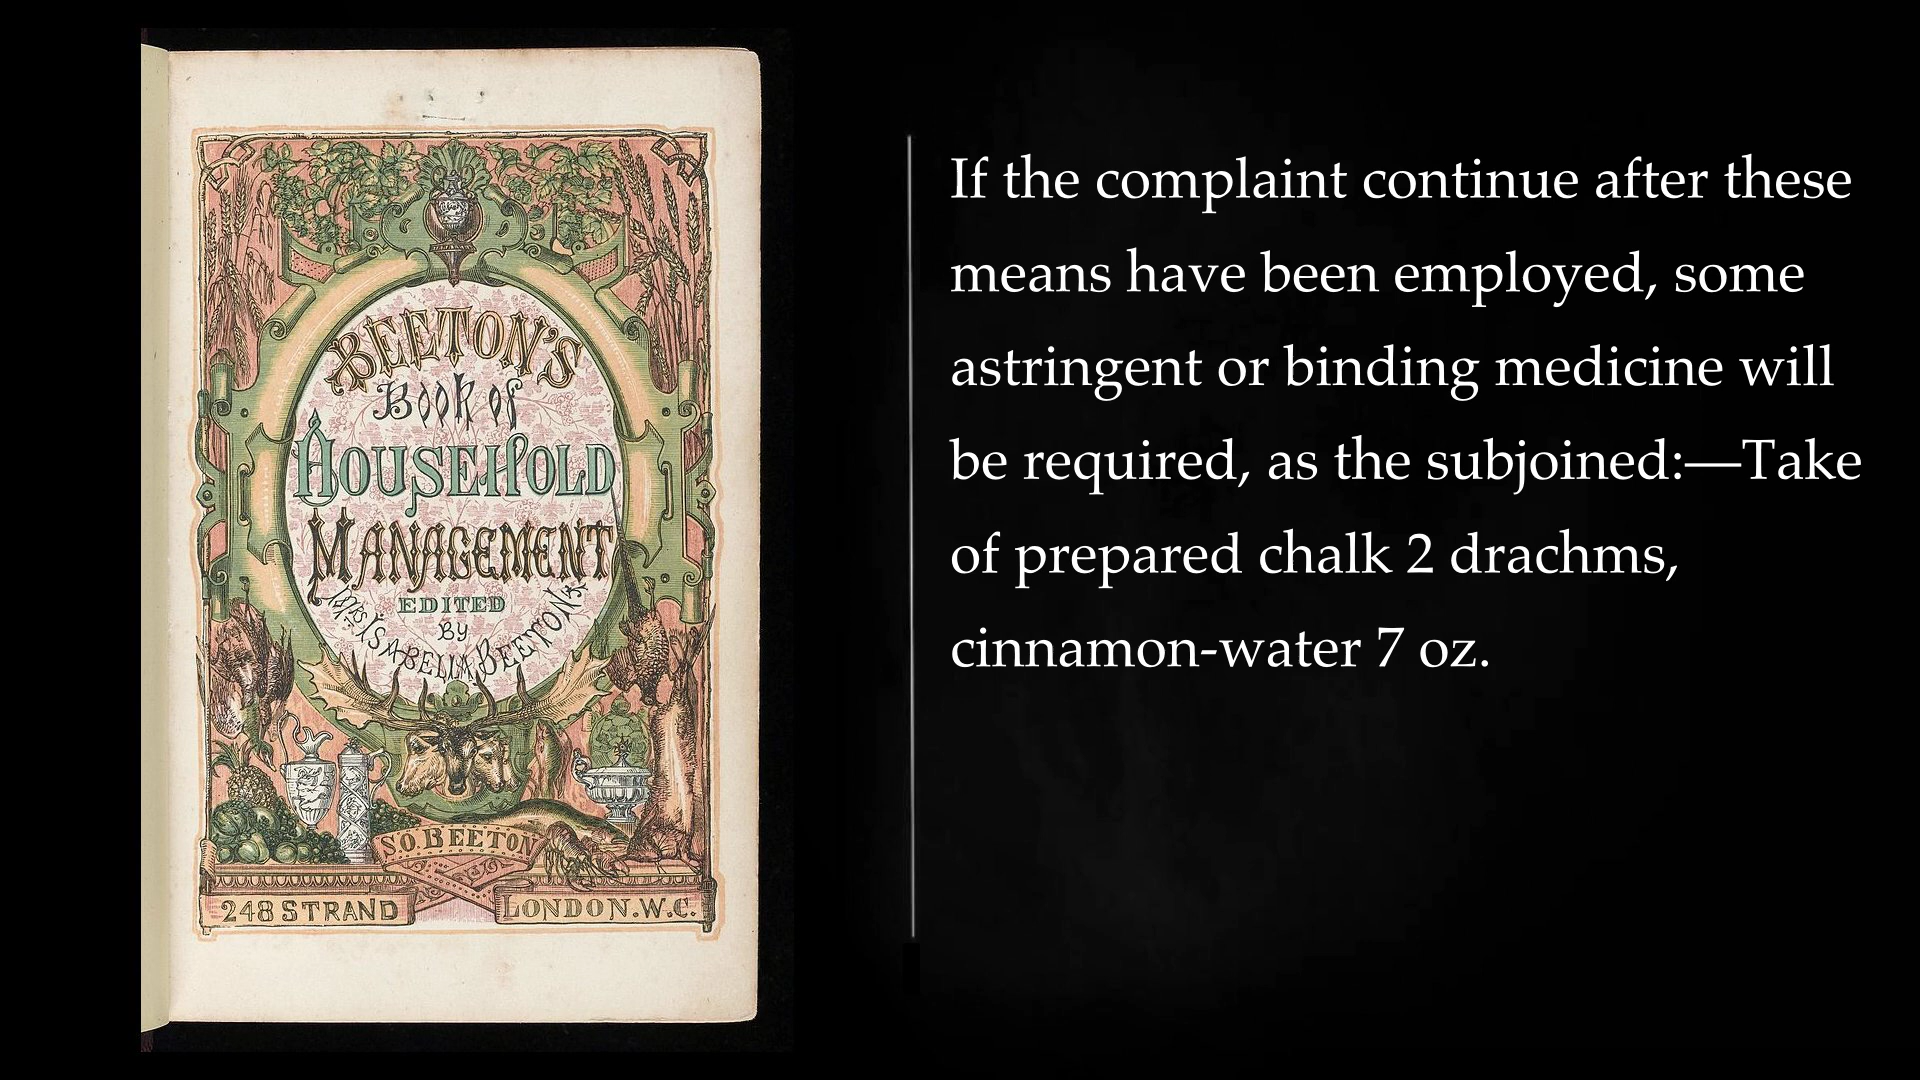 BEETON'S
Book of
HOUSEHOLD
MANAGEMENT
EDITED
BY
MRS ISABELLA BEETON
S.O. BEETON
248 STRAND
LONDON. W.C.
If the complaint continue after these
means have been employed, some
astringent or binding medicine will
be required, as the subjoined:—Take
of prepared chalk 2 drachms,
cinnamon-water 7 oz.